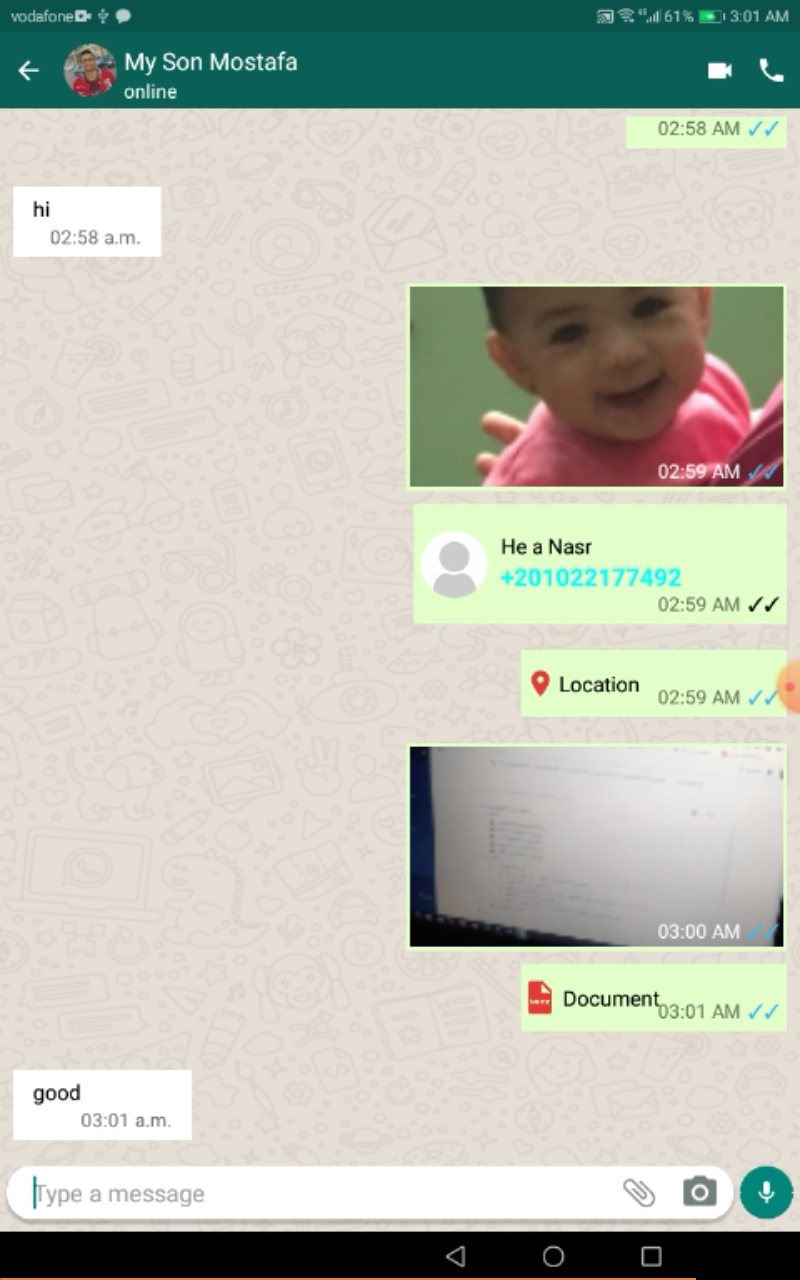 vodafone 61% 3:01 AM
My Son Mostafa
online
02:58 AM
hi
02:58 a.m.
02:59 AM
He a Nasr
+201022177492
02:59 AM
Location
02:59 AM
03:00 AM
Document
03:01 AM
good
03:01 a.m.
Type a message